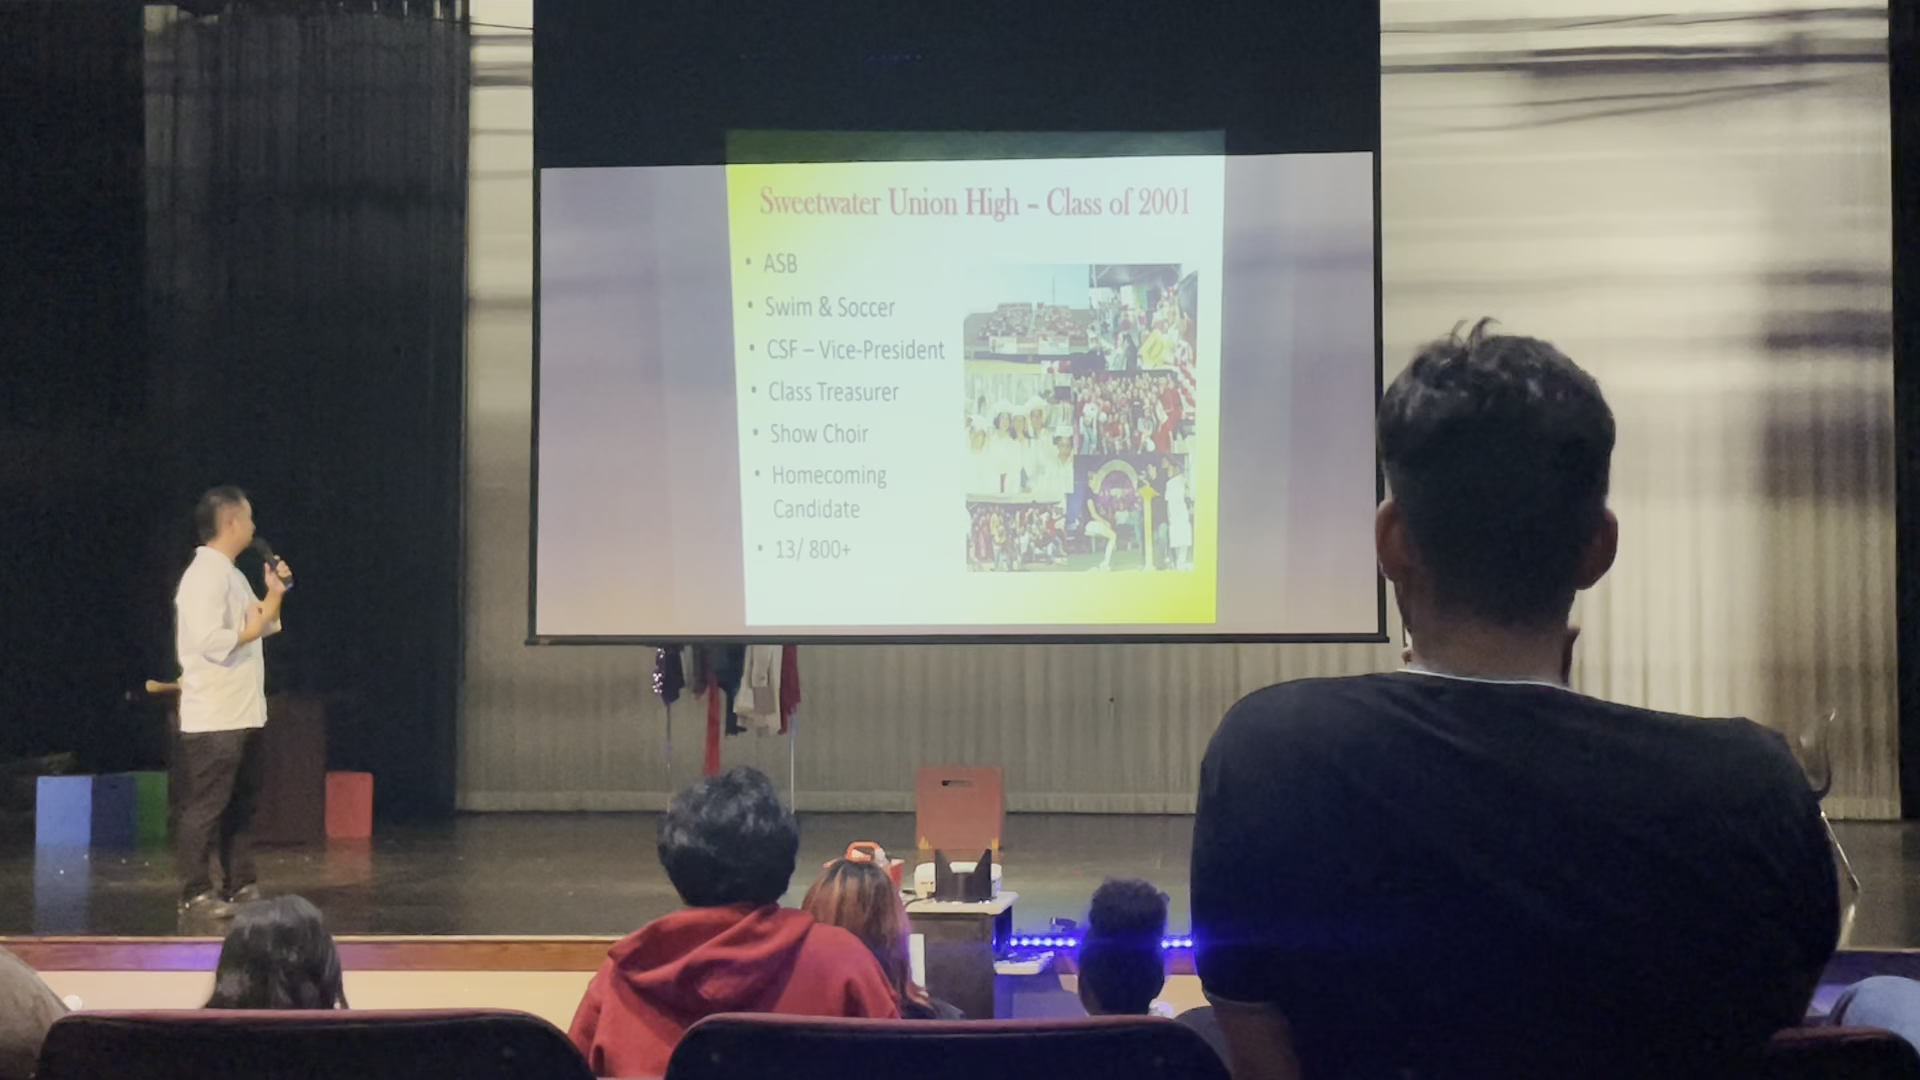 Sweetwater Union High – Class of 2001
• ASB
• Swim & Soccer
• CSF – Vice-President
• Class Treasurer
• Show Choir
• Homecoming
Candidate
• 13/ 800+